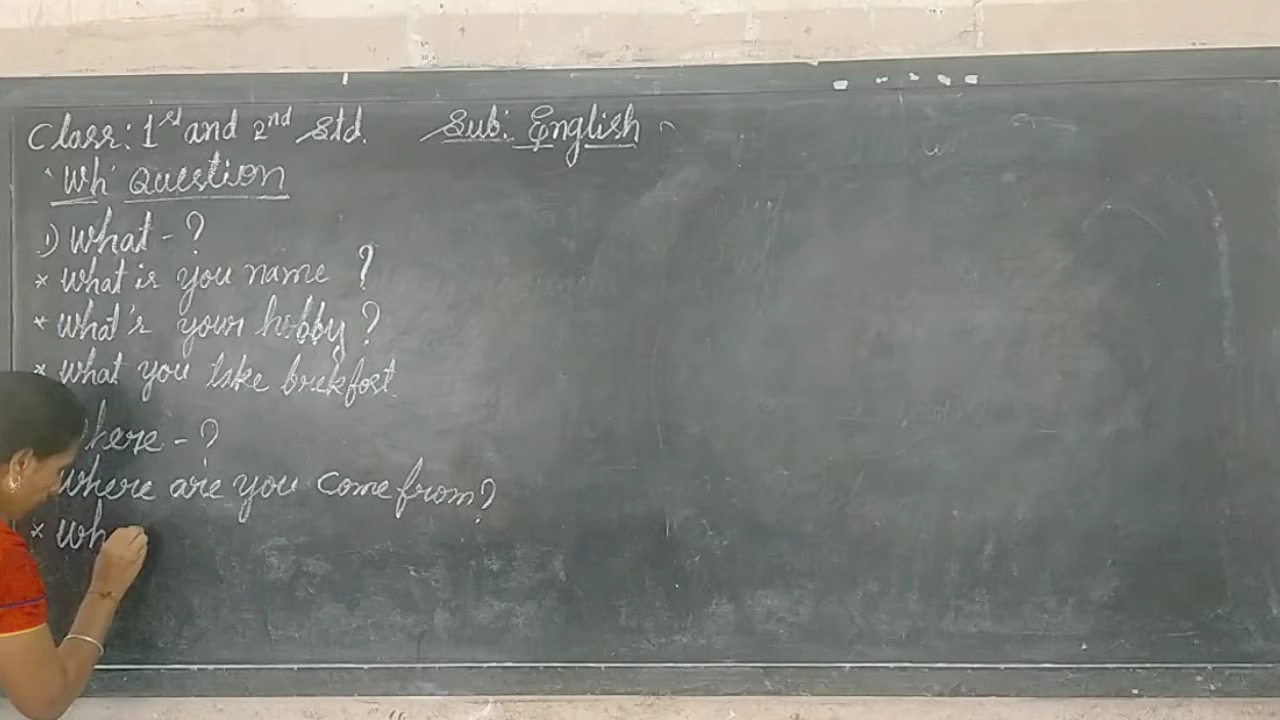 Class: 1st and 2nd Std. Sub: English
'Wh' Question
1) What - ?
* What is you name ?
* What's your hobby ?
* What you like brekfost
here - ?
Where are you come from?
* Wh